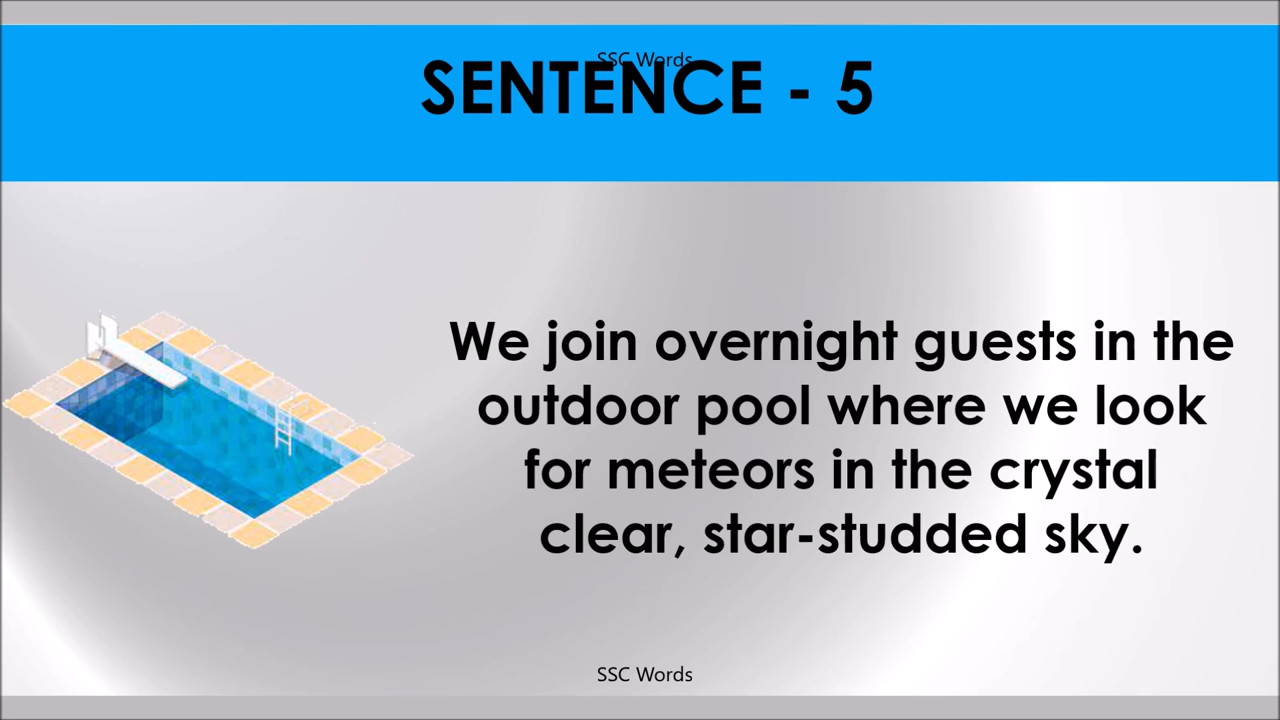 SSC Words
SENTENCE - 5
We join overnight guests in the
outdoor pool where we look
for meteors in the crystal
clear, star-studded sky.
SSC Words